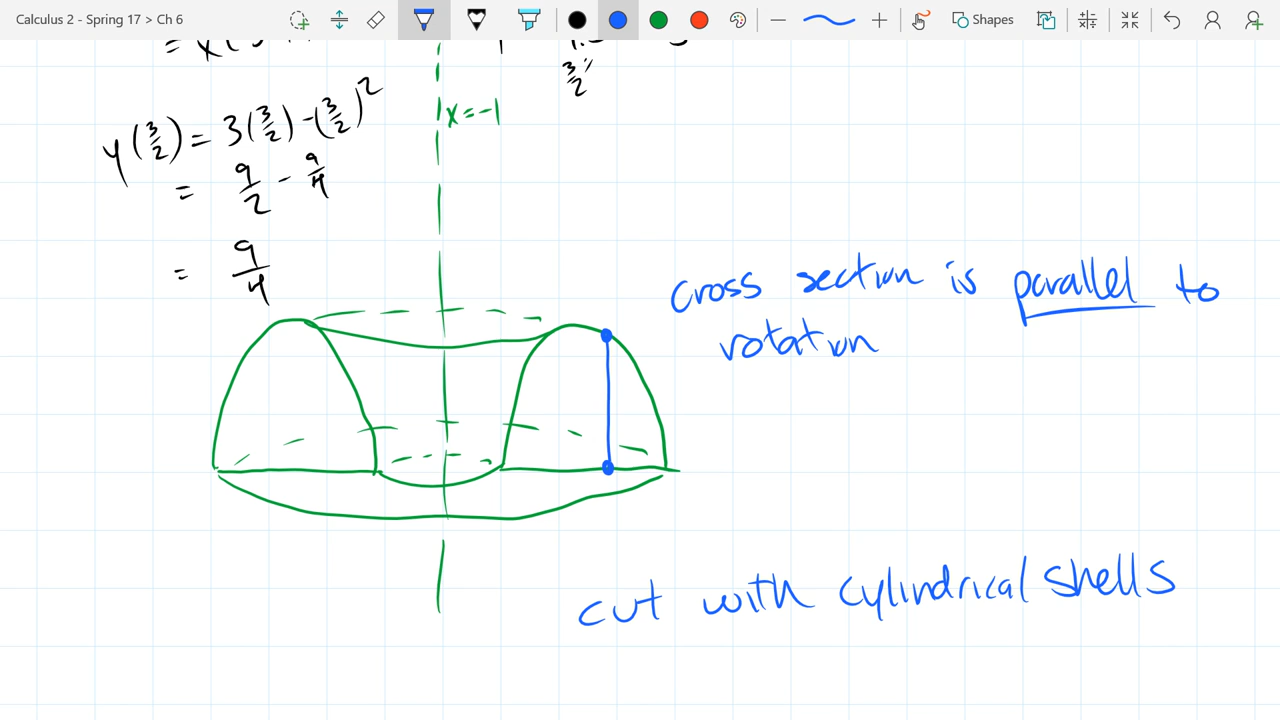 Calculus 2 - Spring 17 > Ch 6
Shapes
= x(3
3/2
x=-1
y(3/2) = 3(3/2) - (3/2)^2
= 9/2 - 9/4
= 9/4
cross section is parallel to
rotation
cut with cylindrical shells